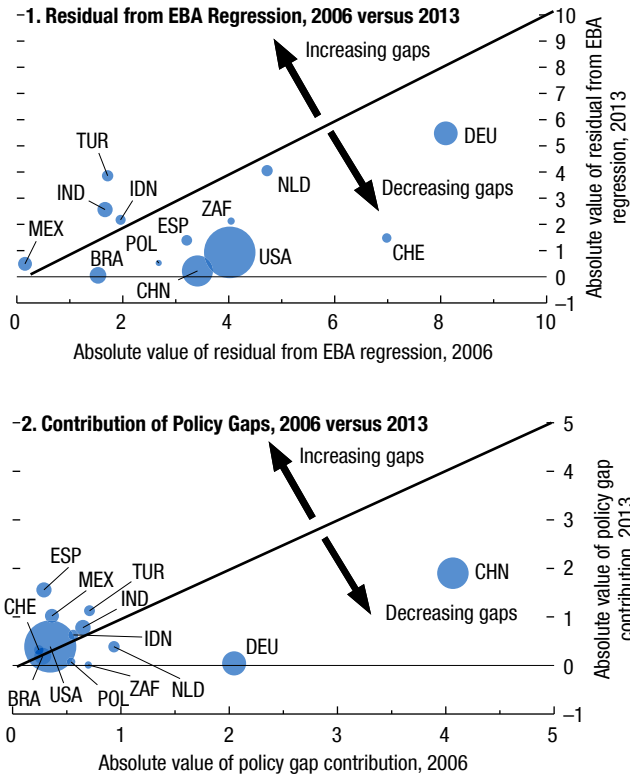 1. Residual from EBA Regression, 2006 versus 2013
10
9
8
7
6
5
4
3
2
1
0
–1
Increasing gaps
Decreasing gaps
TUR
DEU
IND
IDN
NLD
MEX
ESP
ZAF
POL
BRA
USA
CHE
CHN
0
2
4
6
8
10
Absolute value of residual from EBA regression, 2006
Absolute value of residual from EBA
regression, 2013
2. Contribution of Policy Gaps, 2006 versus 2013
5
4
3
2
1
0
–1
Increasing gaps
Decreasing gaps
ESP
MEX
TUR
CHN
CHE
IND
IDN
DEU
BRA
USA
POL
ZAF
NLD
0
1
2
3
4
5
Absolute value of policy gap contribution, 2006
Absolute value of policy gap
contribution, 2013